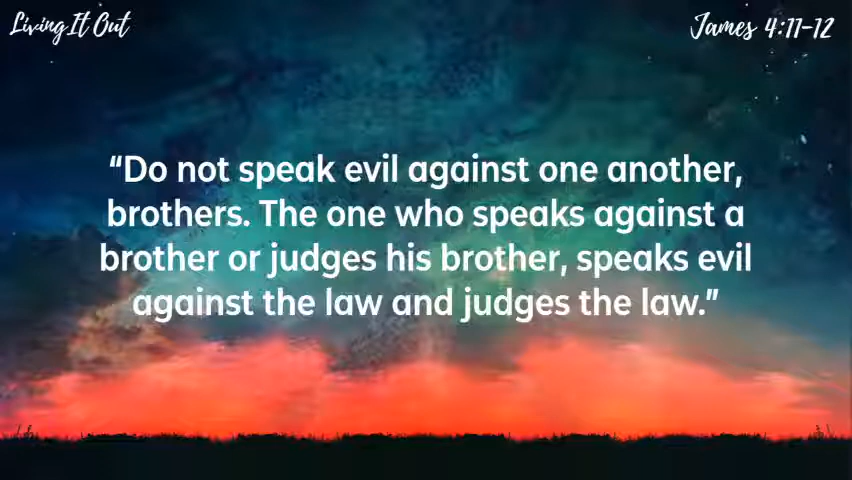 Living It Out
James 4:11-12
“Do not speak evil against one another,
brothers. The one who speaks against a
brother or judges his brother, speaks evil
against the law and judges the law.”